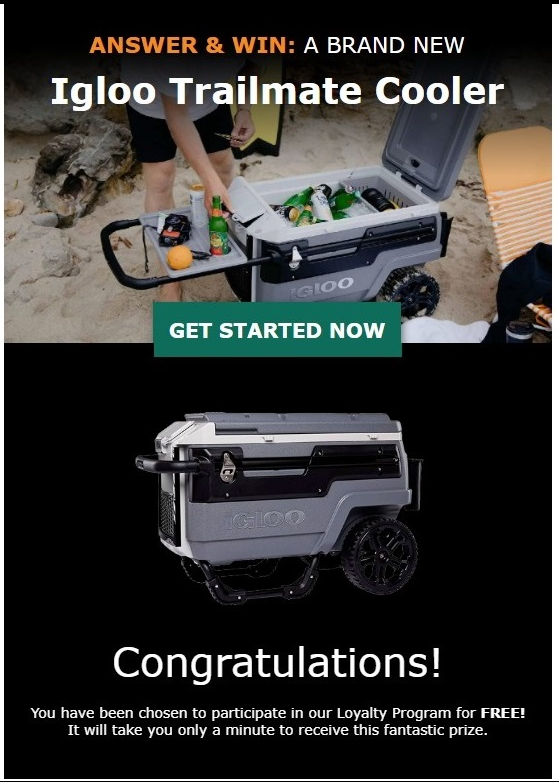 ANSWER & WIN: A BRAND NEW
Igloo Trailmate Cooler
IGLOO
GET STARTED NOW
IGLOO
Congratulations!
You have been chosen to participate in our Loyalty Program for FREE!
It will take you only a minute to receive this fantastic prize.